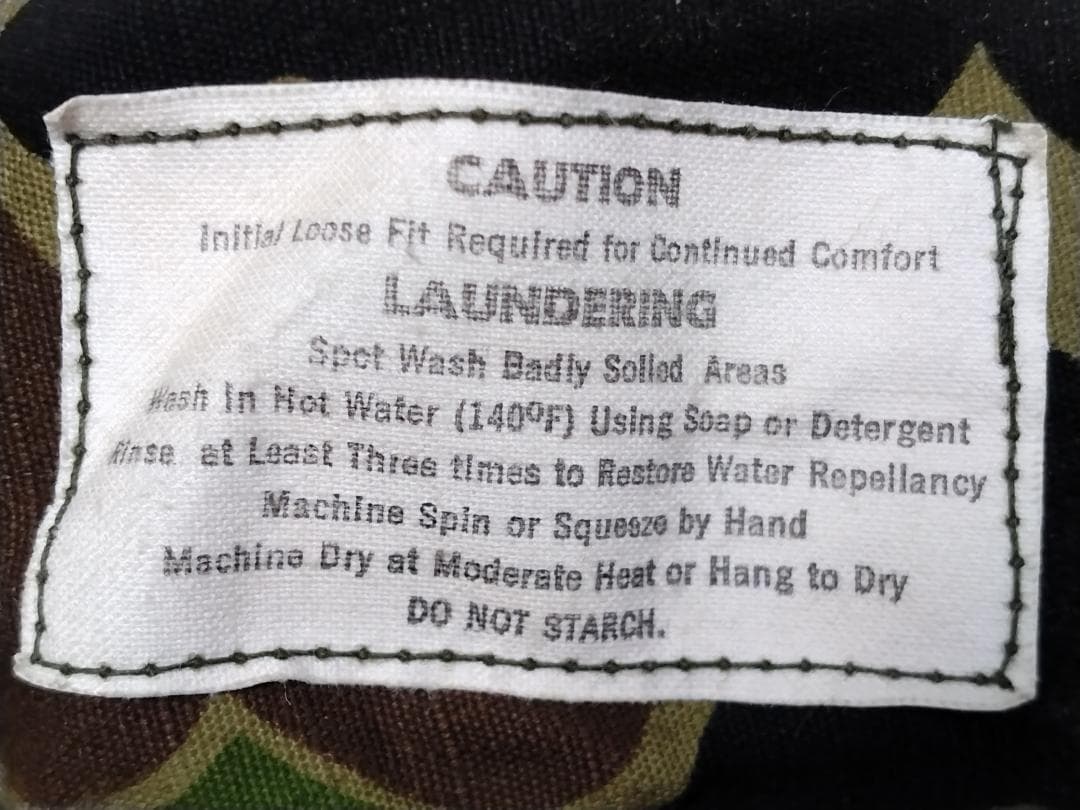 CAUTION
Initial Loose Fit Required for Continued Comfort
LAUNDERING
Spot Wash Badly Soiled Areas
Wash In Hot Water (140ºF) Using Soap or Detergent
Rinse at Least Three times to Restore Water Repellancy
Machine Spin or Squeeze by Hand
Machine Dry at Moderate Heat or Hang to Dry
DO NOT STARCH.